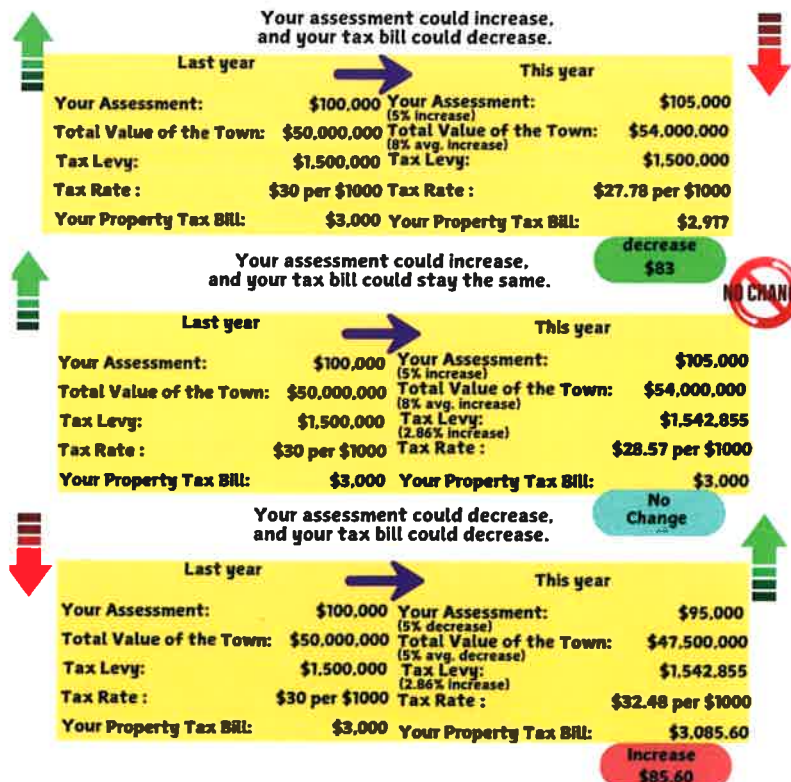 Your assessment could increase,
and your tax bill could decrease.
Last year This year
Your Assessment: $100,000 Your Assessment: $105,000
(5% increase)
Total Value of the Town: $50,000,000 Total Value of the Town: $54,000,000
(8% avg. increase)
Tax Levy: $1,500,000 Tax Levy: $1,500,000
Tax Rate : $30 per $1000 Tax Rate : $27.78 per $1000
Your Property Tax Bill: $3,000 Your Property Tax Bill: $2,917
decrease
$83
Your assessment could increase,
and your tax bill could stay the same.
NO CHANG
Last year This year
Your Assessment: $100,000 Your Assessment: $105,000
(5% increase)
Total Value of the Town: $50,000,000 Total Value of the Town: $54,000,000
(8% avg. increase)
Tax Levy: $1,500,000 Tax Levy: $1,542,855
(2.86% increase)
Tax Rate : $30 per $1000 Tax Rate : $28.57 per $1000
Your Property Tax Bill: $3,000 Your Property Tax Bill: $3,000
No
Change
Your assessment could decrease,
and your tax bill could decrease.
Last year This year
Your Assessment: $100,000 Your Assessment: $95,000
(5% decrease)
Total Value of the Town: $50,000,000 Total Value of the Town: $47,500,000
(5% avg. decrease)
Tax Levy: $1,500,000 Tax Levy: $1,542,855
(2.86% increase)
Tax Rate : $30 per $1000 Tax Rate : $32.48 per $1000
Your Property Tax Bill: $3,000 Your Property Tax Bill: $3,085.60
Increase
$85.60